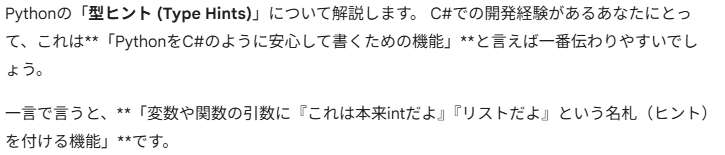 Pythonの「型ヒント (Type Hints)」について解説します。 C#での開発経験があるあなたにとっ
て、これは**「PythonをC#のように安心して書くための機能」**と言えば一番伝わりやすいでし
ょう。
一言で言うと、**「変数や関数の引数に『これは本来intだよ』『リストだよ』という名札（ヒント）
を付ける機能」**です。